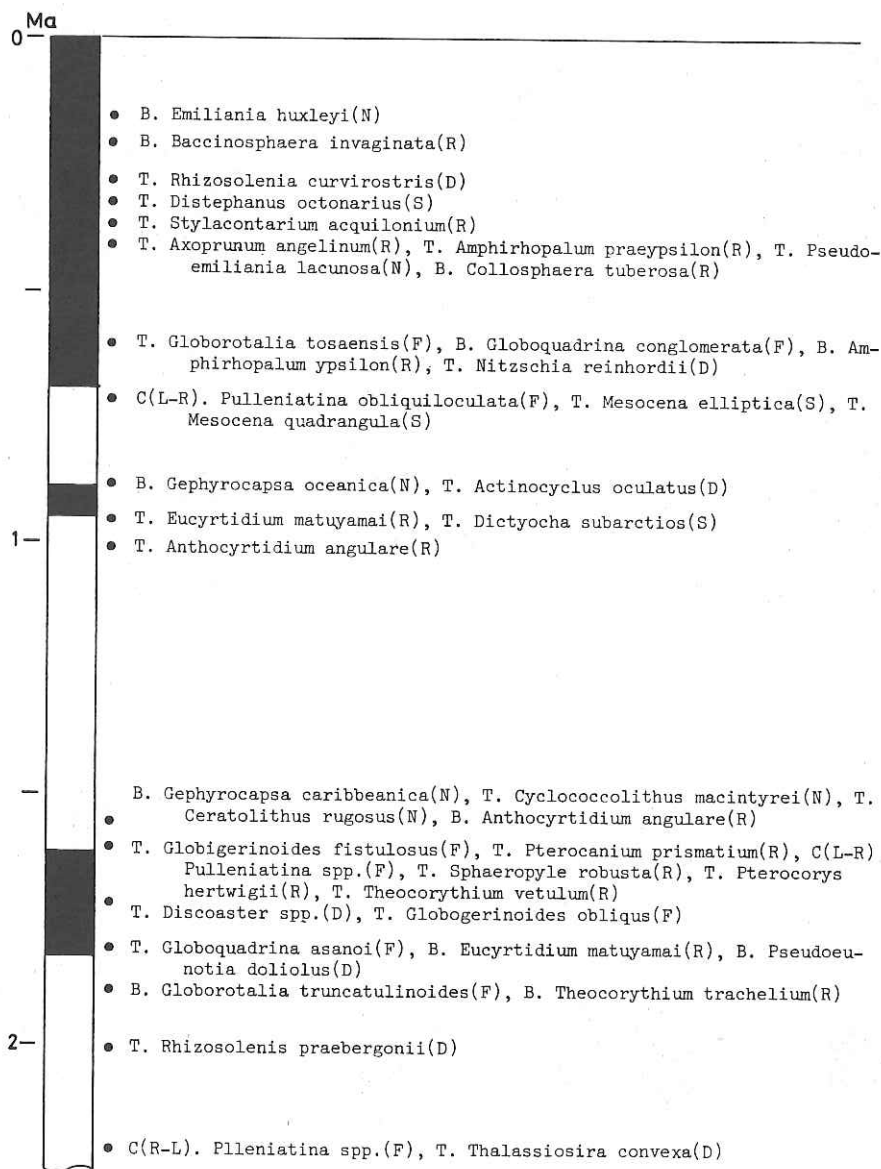 Ma
0
B. Emiliania huxleyi(N)
B. Baccinosphaera invaginata(R)
T. Rhizosolenia curvirostris(D)
T. Distephanus octonarius(S)
T. Stylacontarium acquilonium(R)
T. Axoprunum angelinum(R), T. Amphirhopalum praeypsilon(R), T. Pseudo-
emiliania lacunosa(N), B. Collosphaera tuberosa(R)
T. Globorotalia tosaensis(F), B. Globoquadrina conglomerata(F), B. Am-
phirhopalum ypsilon(R), T. Nitzschia reinhordii(D)
C(L-R). Pulleniatina obliquiloculata(F), T. Mesocena elliptica(S), T.
Mesocena quadrangula(S)
B. Gephyrocapsa oceanica(N), T. Actinocyclus oculatus(D)
T. Eucyrtidium matuyamai(R), T. Dictyocha subarctios(S)
1
T. Anthocyrtidium angulare(R)
B. Gephyrocapsa caribbeanica(N), T. Cyclococcolithus macintyrei(N), T.
Ceratolithus rugosus(N), B. Anthocyrtidium angulare(R)
T. Globigerinoides fistulosus(F), T. Pterocanium prismatium(R), C(L-R)
Pulleniatina spp.(F), T. Sphaeropyle robusta(R), T. Pterocorys
hertwigii(R), T. Theocorythium vetulum(R)
T. Discoaster spp.(D), T. Globogerinoides obliqus(F)
T. Globoquadrina asanoi(F), B. Eucyrtidium matuyamai(R), B. Pseudoeu-
notia doliolus(D)
B. Globorotalia truncatulinoides(F), B. Theocorythium trachelium(R)
2
T. Rhizosolenis praebergonii(D)
C(R-L). Plleniatina spp.(F), T. Thalassiosira convexa(D)